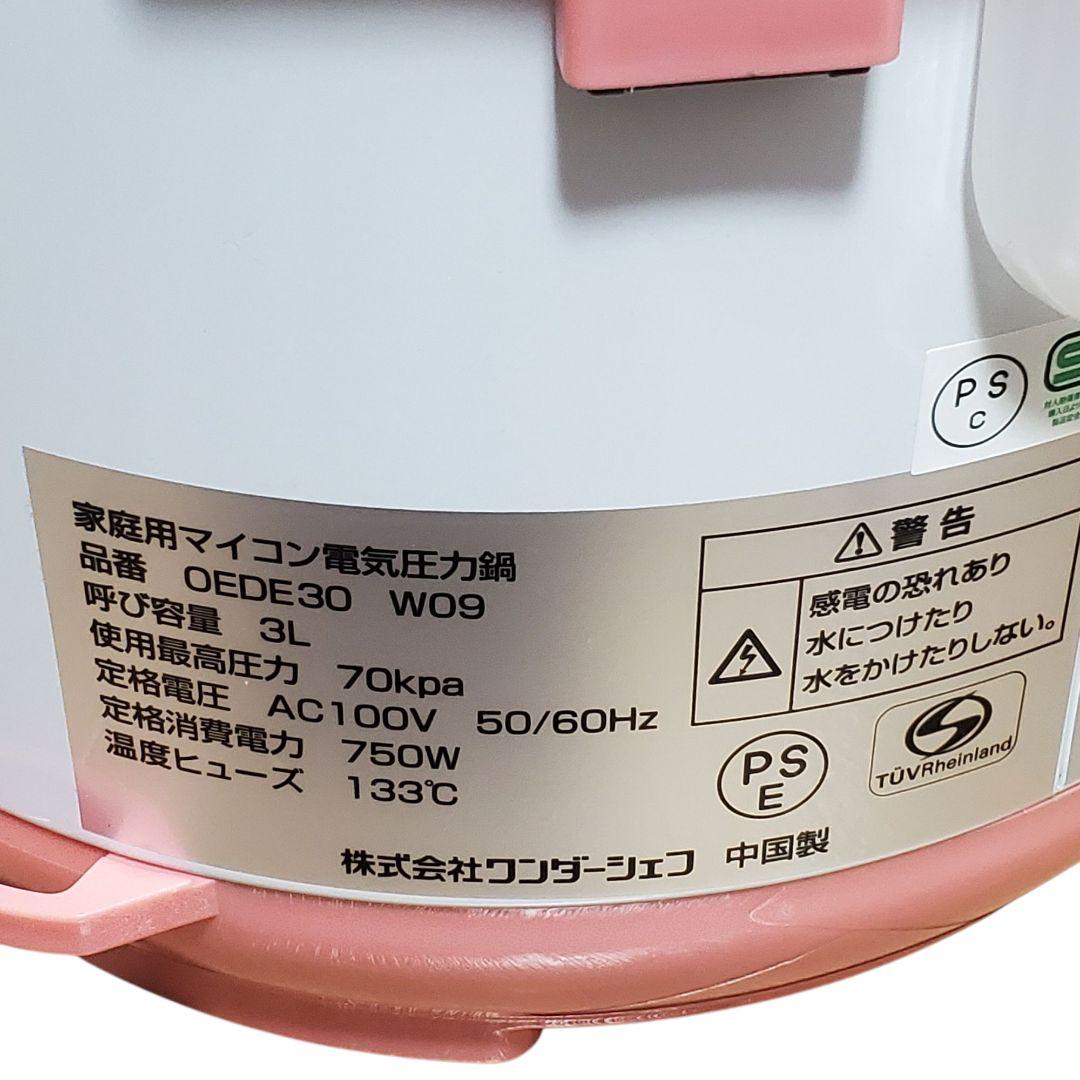 PS
C
S
家庭用マイコン電気圧力鍋
品番 OEDE30 W09
呼び容量 3L
使用最高圧力 70kpa
定格電圧 AC100V 50/60Hz
定格消費電力 750W
温度ヒューズ 133℃
警告
感電の恐れあり
水につけたり
水をかけたりしない。
PS
E
TÜVRheinland
株式会社ワンダーシェフ 中国製